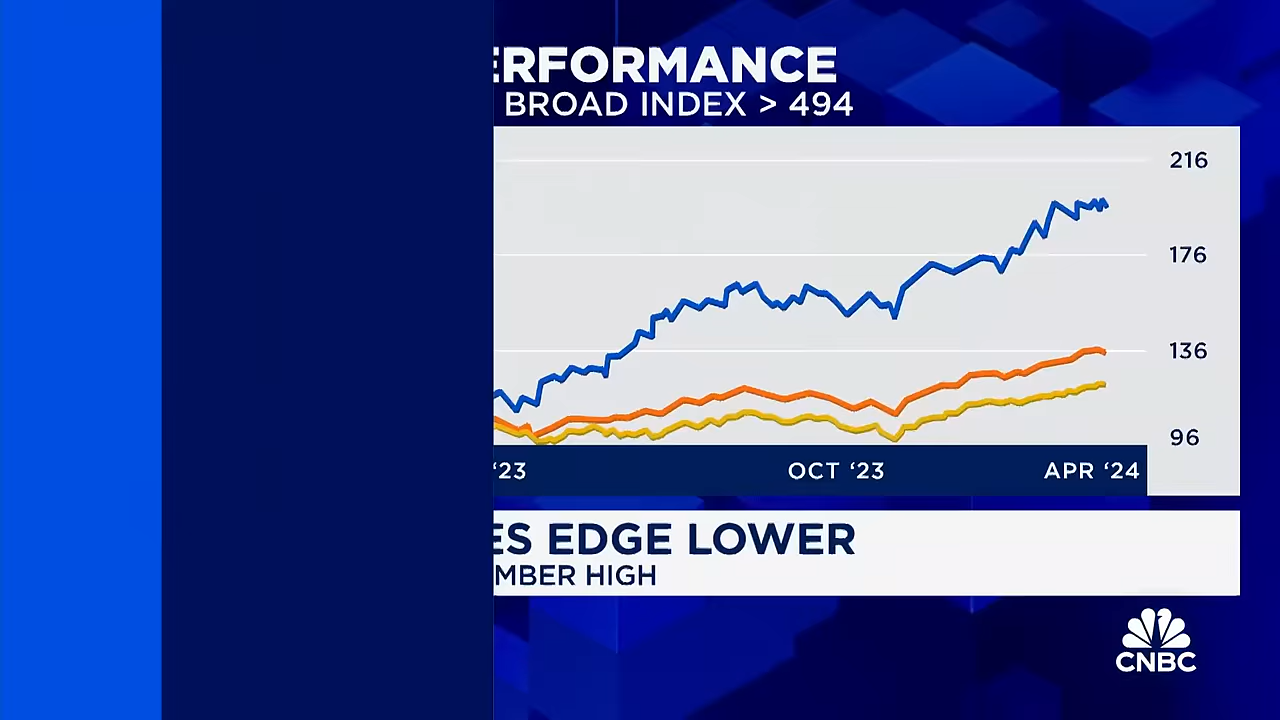 ERFORMANCE
BROAD INDEX > 494
216
176
136
96
‘23 OCT ‘23 APR ‘24
ES EDGE LOWER
MBER HIGH
CNBC